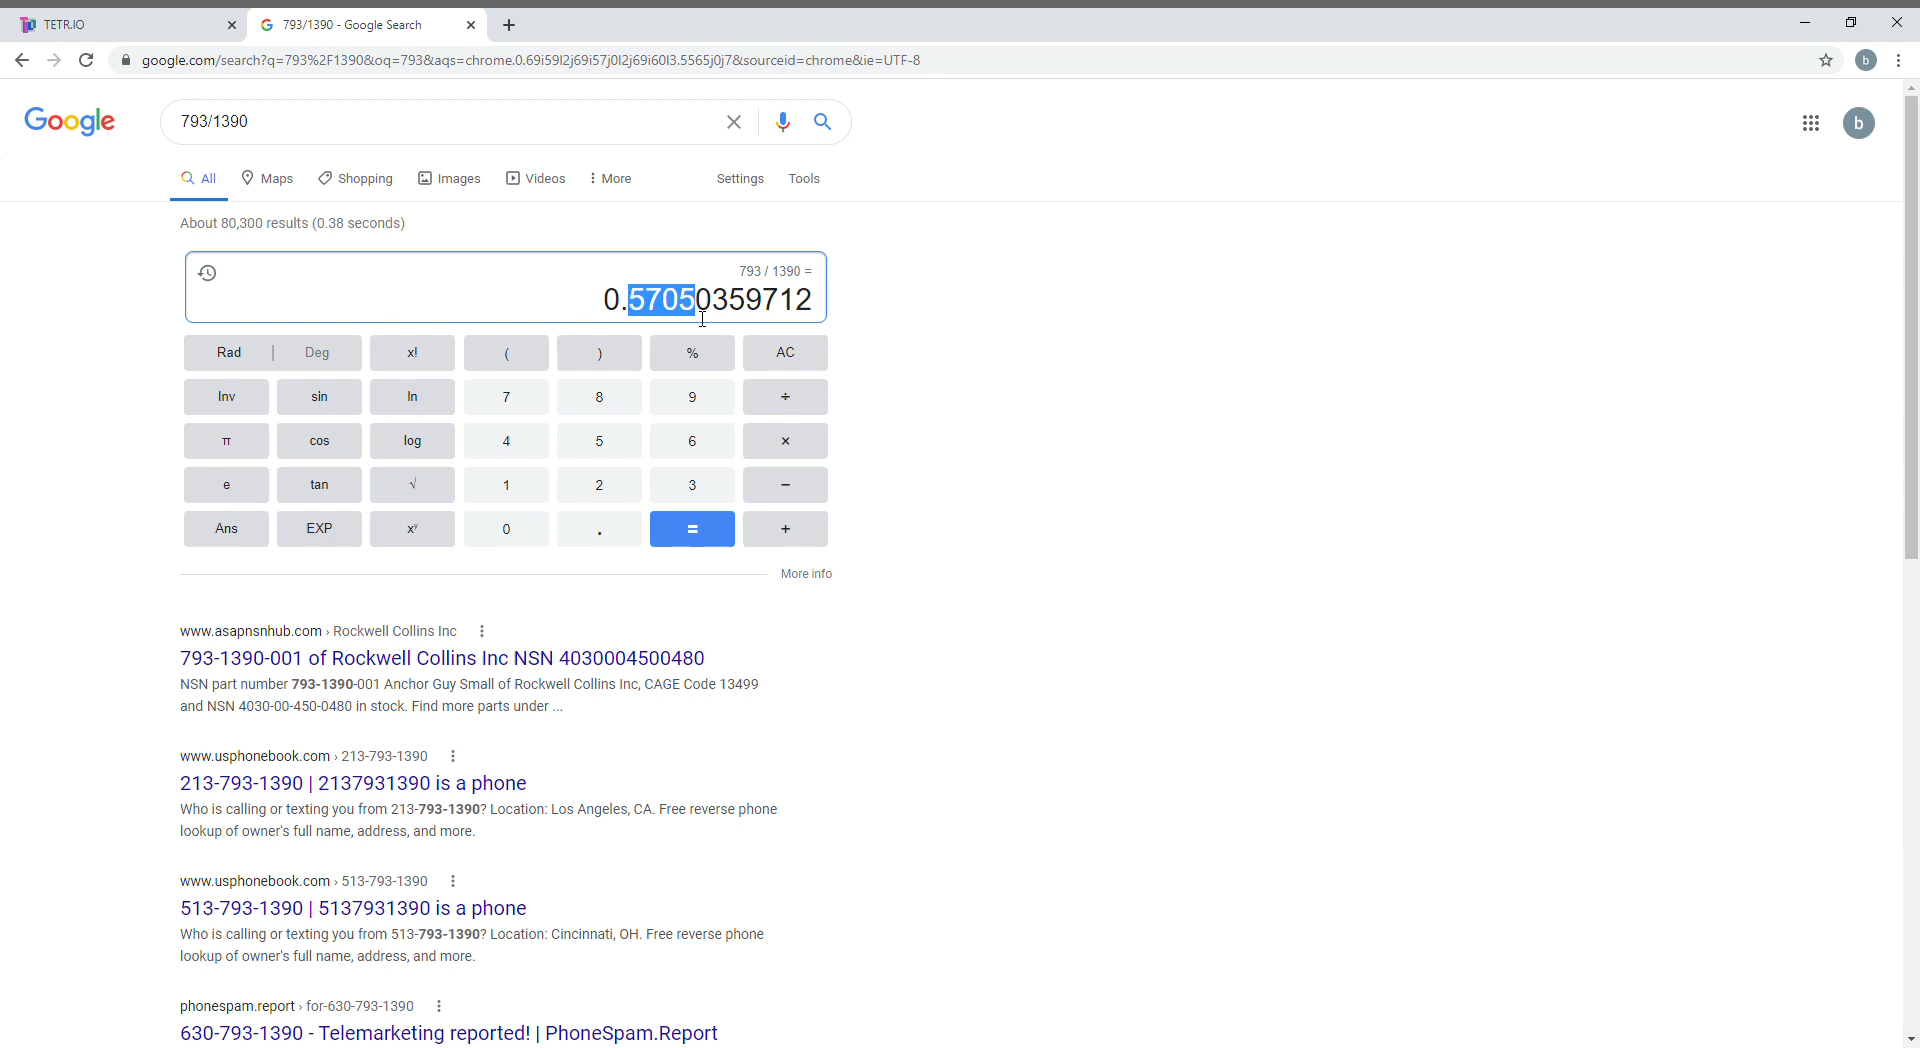 TETR.IO
793/1390 - Google Search
google.com/search?q=793%2F1390&oq=793&aqs=chrome.0.69i59l2j69i57j0l2j69i60l3.5565j0j7&sourceid=chrome&ie=UTF-8
b
Google
793/1390
b
All Maps Shopping Images Videos More Settings Tools
About 80,300 results (0.38 seconds)
793 / 1390 =
0.57050359712
Rad | Deg x! ( ) % AC
Inv sin ln 7 8 9 ÷
π cos log 4 5 6 ×
e tan √ 1 2 3 −
Ans EXP xʸ 0 . = +
More info
www.asapnsnhub.com › Rockwell Collins Inc
793-1390-001 of Rockwell Collins Inc NSN 4030004500480
NSN part number 793-1390-001 Anchor Guy Small of Rockwell Collins Inc, CAGE Code 13499
and NSN 4030-00-450-0480 in stock. Find more parts under ...
www.usphonebook.com › 213-793-1390
213-793-1390 | 2137931390 is a phone
Who is calling or texting you from 213-793-1390? Location: Los Angeles, CA. Free reverse phone
lookup of owner's full name, address, and more.
www.usphonebook.com › 513-793-1390
513-793-1390 | 5137931390 is a phone
Who is calling or texting you from 513-793-1390? Location: Cincinnati, OH. Free reverse phone
lookup of owner's full name, address, and more.
phonespam.report › for-630-793-1390
630-793-1390 - Telemarketing reported! | PhoneSpam.Report